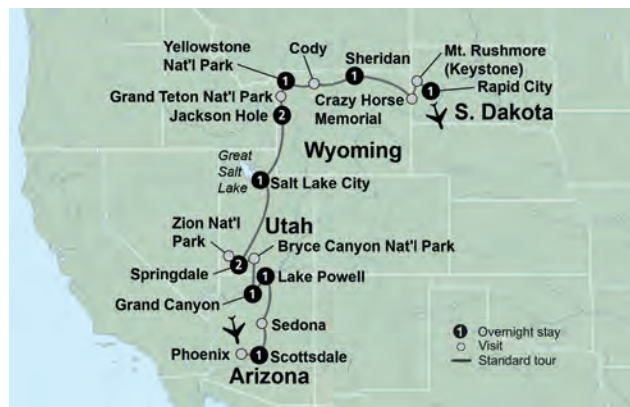 Yellowstone
Nat'l Park
Cody
Sheridan
Mt. Rushmore
(Keystone)
Rapid City
1
1
1
Grand Teton Nat'l Park
Jackson Hole
2
Crazy Horse
Memorial
S. Dakota
Wyoming
Great
Salt
Lake
1
Salt Lake City
Zion Nat'l
Park
Utah
Bryce Canyon Nat'l Park
Springdale
2
1
Lake Powell
Grand Canyon
1
Sedona
Phoenix
1
Scottsdale
Arizona
1 Overnight stay
Visit
Standard tour